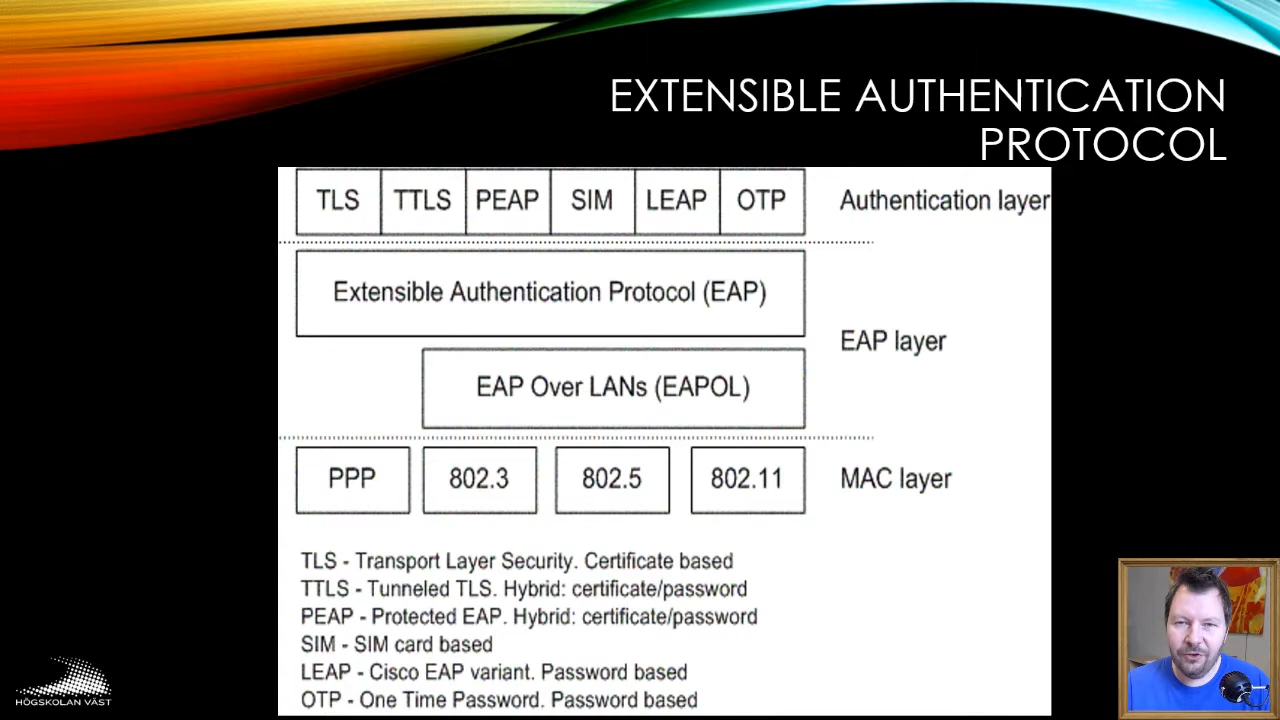 EXTENSIBLE AUTHENTICATION
PROTOCOL
TLS TTLS PEAP SIM LEAP OTP Authentication layer
Extensible Authentication Protocol (EAP)
EAP layer
EAP Over LANs (EAPOL)
PPP 802.3 802.5 802.11 MAC layer
TLS - Transport Layer Security. Certificate based
TTLS - Tunneled TLS. Hybrid: certificate/password
PEAP - Protected EAP. Hybrid: certificate/password
SIM - SIM card based
LEAP - Cisco EAP variant. Password based
OTP - One Time Password. Password based
HÖGSKOLAN VÄST